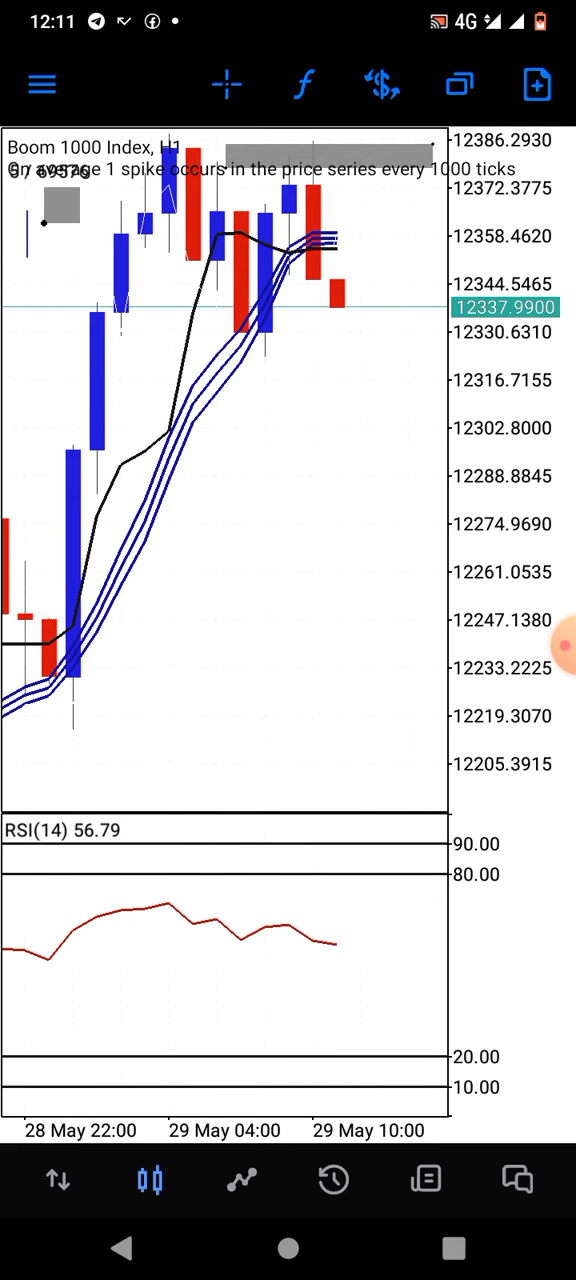 12:11
4G
Boom 1000 Index, H1
On average 1 spike occurs in the price series every 1000 ticks
12386.2930
12372.3775
12358.4620
12344.5465
12337.9900
12330.6310
12316.7155
12302.8000
12288.8845
12274.9690
12261.0535
12247.1380
12233.2225
12219.3070
12205.3915
RSI(14) 56.79
90.00
80.00
20.00
10.00
28 May 22:00
29 May 04:00
29 May 10:00